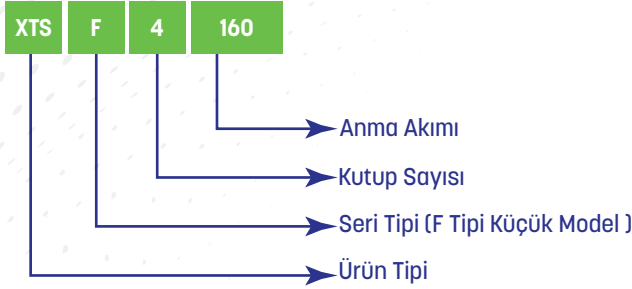 XTS F 4 160
Anma Akımı
Kutup Sayısı
Seri Tipi (F Tipi Küçük Model )
Ürün Tipi